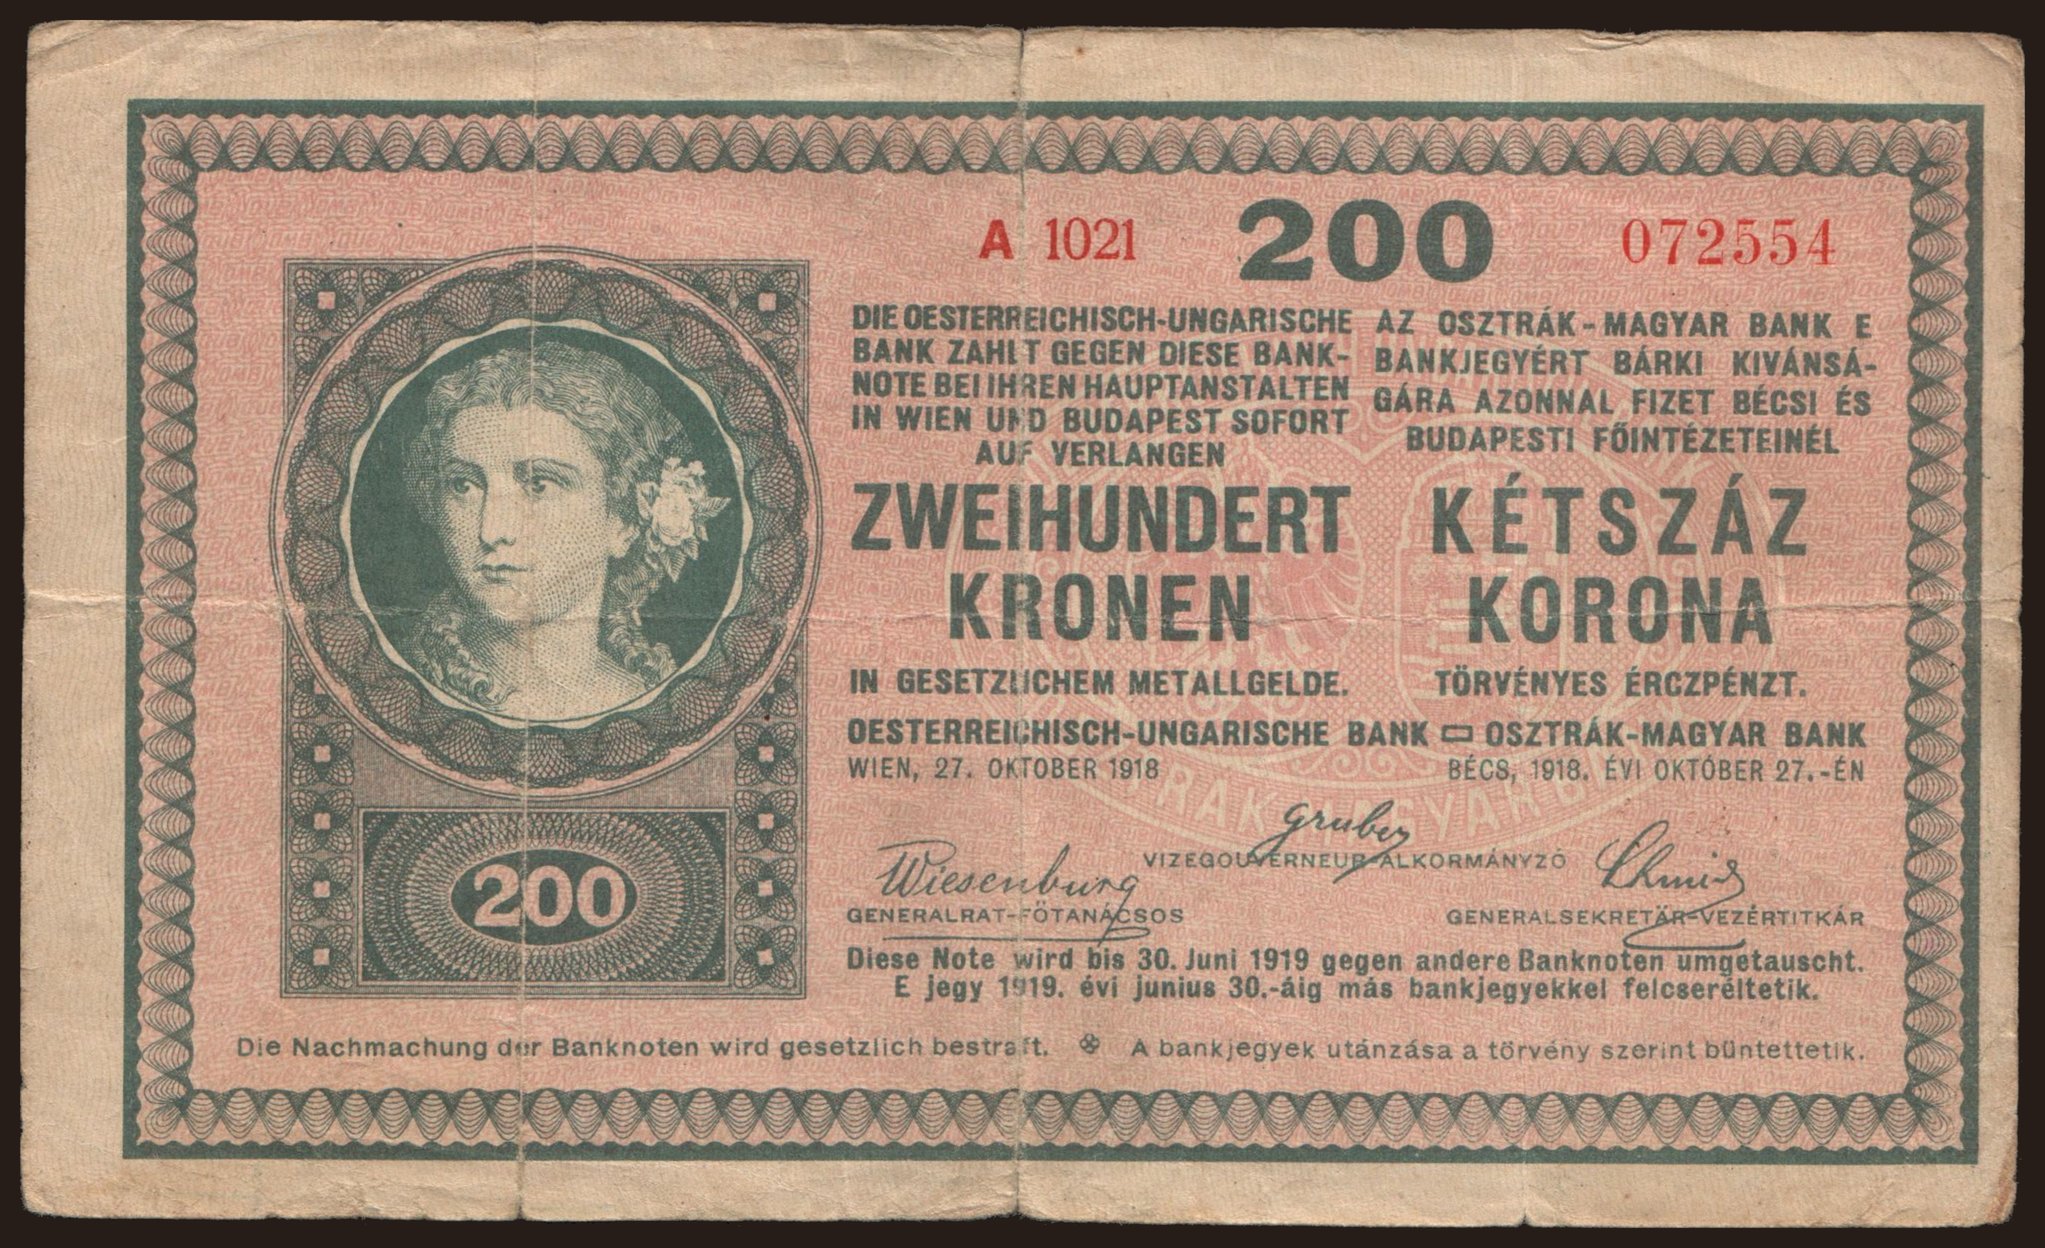 A 1021 200 072554
DIE OESTERREICHISCH-UNGARISCHE
BANK ZAHLT GEGEN DIESE BANK-
NOTE BEI IHREN HAUPTANSTALTEN
IN WIEN UND BUDAPEST SOFORT
AUF VERLANGEN
ZWEIHUNDERT
KRONEN
IN GESETZLICHEM METALLGELDE.
AZ OSZTRÁK-MAGYAR BANK E
BANKJEGYÉRT BÁRKI KIVÁNSÁ-
GÁRA AZONNAL FIZET BÉCSI ÉS
BUDAPESTI FŐINTÉZETEINÉL
KÉTSZÁZ
KORONA
TÖRVÉNYES ÉRCZPÉNZT.
OESTERREICHISCH-UNGARISCHE BANK OSZTRÁK-MAGYAR BANK
WIEN, 27. OKTOBER 1918
BÉCS, 1918. ÉVI OKTÓBER 27.-ÉN
Gruber
VIZEGOUVERNEUR-ALKORMÁNYZÓ
Wiesenburg
GENERALRAT-FŐTANÁCSOS
Schmid
GENERALSEKRETÄR-VEZÉRTITKÁR
200
Diese Note wird bis 30. Juni 1919 gegen andere Banknoten umgetauscht.
E jegy 1919. évi junius 30.-áig más bankjegyekkel felcseréltetik.
Die Nachmachung der Banknoten wird gesetzlich bestraft. A bankjegyek utánzása a törvény szerint büntettetik.